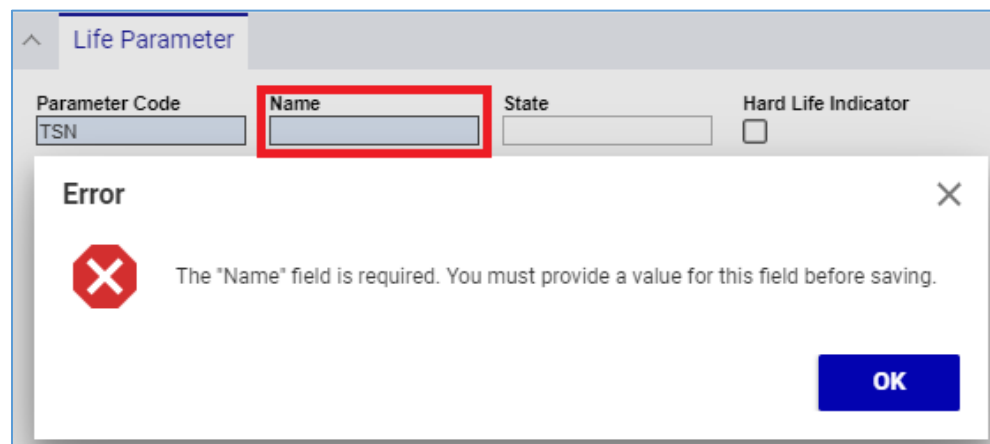 Life Parameter
Parameter Code Name State Hard Life Indicator
TSN
Error
The "Name" field is required. You must provide a value for this field before saving.
OK